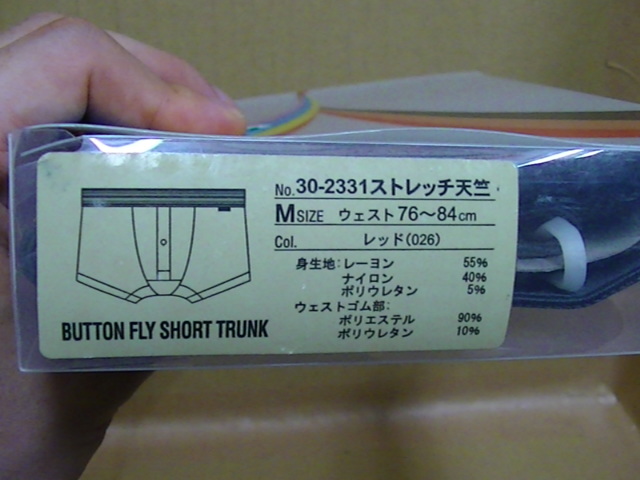 No. 30-2331ストレッチ天竺
M SIZE ウェスト76〜84cm
Col. レッド(026)
身生地:レーヨン 55%
ナイロン 40%
ポリウレタン 5%
ウェストゴム部:
ポリエステル 90%
ポリウレタン 10%
BUTTON FLY SHORT TRUNK